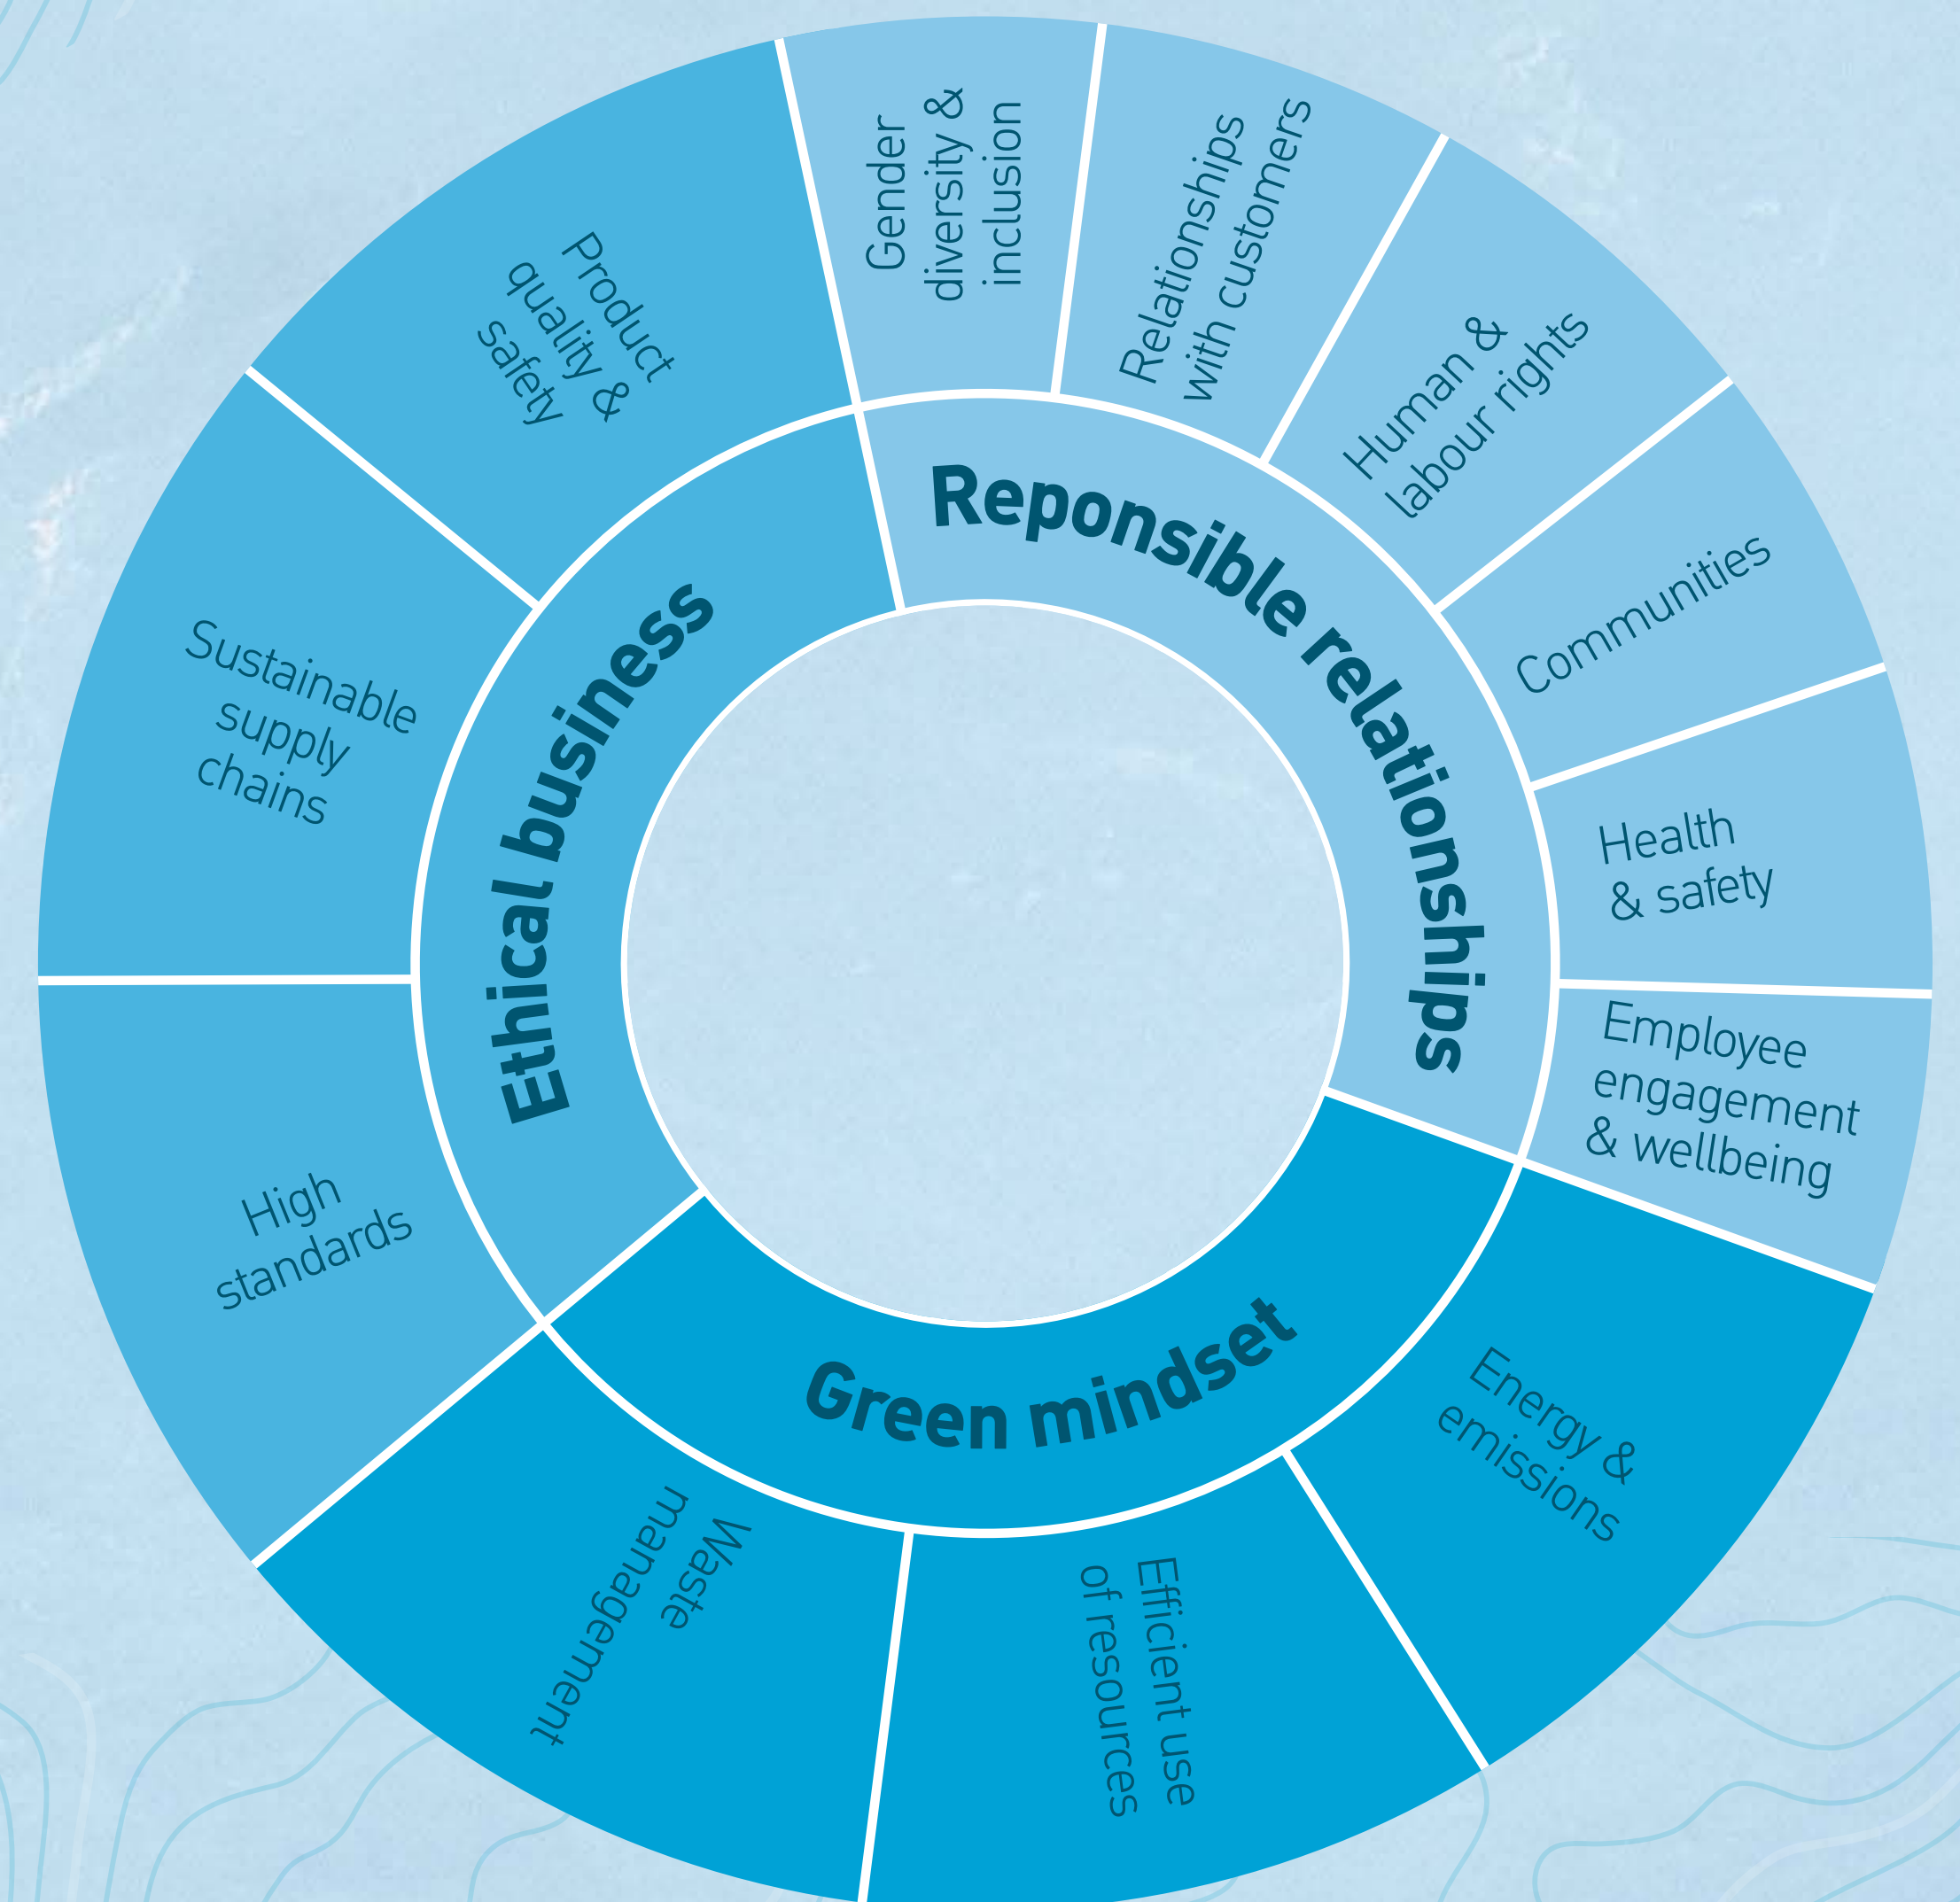 Reponsible relationships
Gender
diversity &
inclusion
Relationships
with customers
Human &
labour rights
Communities
Health
& safety
Employee
engagement
& wellbeing
Green mindset
Energy &
emissions
Efficient use
of resources
Waste
management
Ethical business
High
standards
Sustainable
supply
chains
Product
quality &
safety